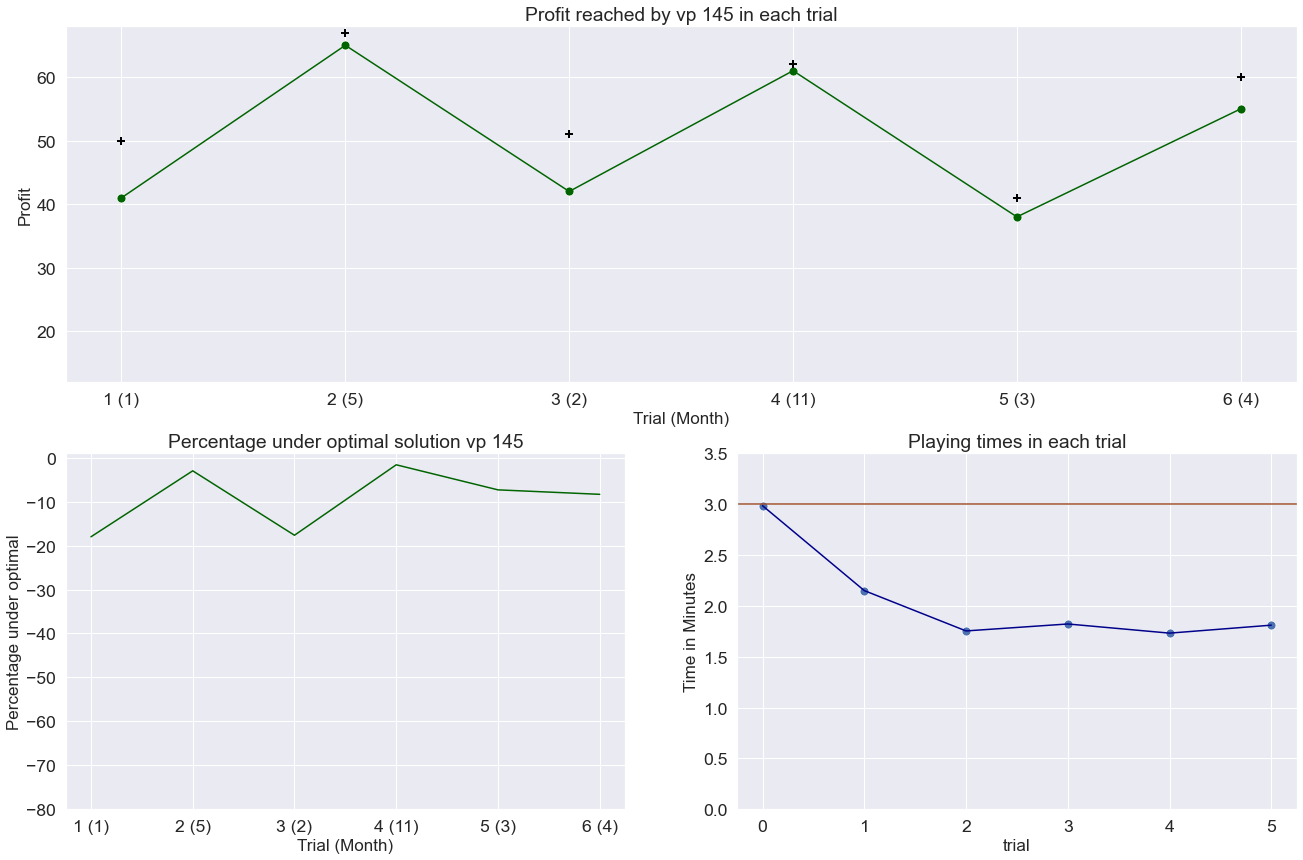 Profit reached by vp 145 in each trial
Profit
60
50
40
30
20
1 (1) 2 (5) 3 (2) 4 (11) 5 (3) 6 (4)
Trial (Month)
Percentage under optimal solution vp 145
Percentage under optimal
0
−10
−20
−30
−40
−50
−60
−70
−80
1 (1) 2 (5) 3 (2) 4 (11) 5 (3) 6 (4)
Trial (Month)
Playing times in each trial
Time in Minutes
3.5
3.0
2.5
2.0
1.5
1.0
0.5
0.0
0 1 2 3 4 5
trial